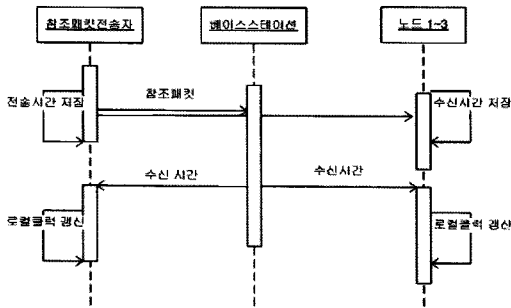 참조패킷전송자
베이스스테이션
노드 1~3
전송시간 저장
참조패킷
수신시간 저장
수신 시간
수신시간
로컬클럭 갱신
로컬클럭 갱신